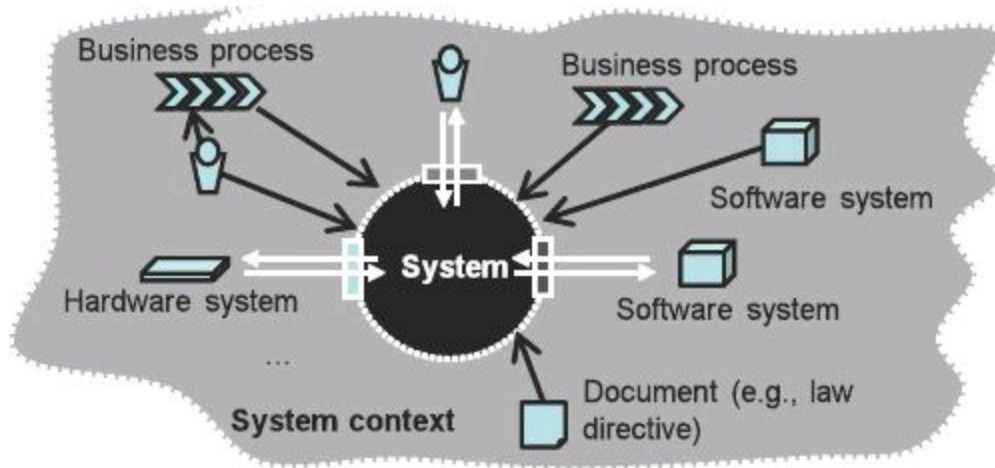 Business process
Business process
Software system
System
Hardware system
Software system
...
Document (e.g., law
directive)
System context